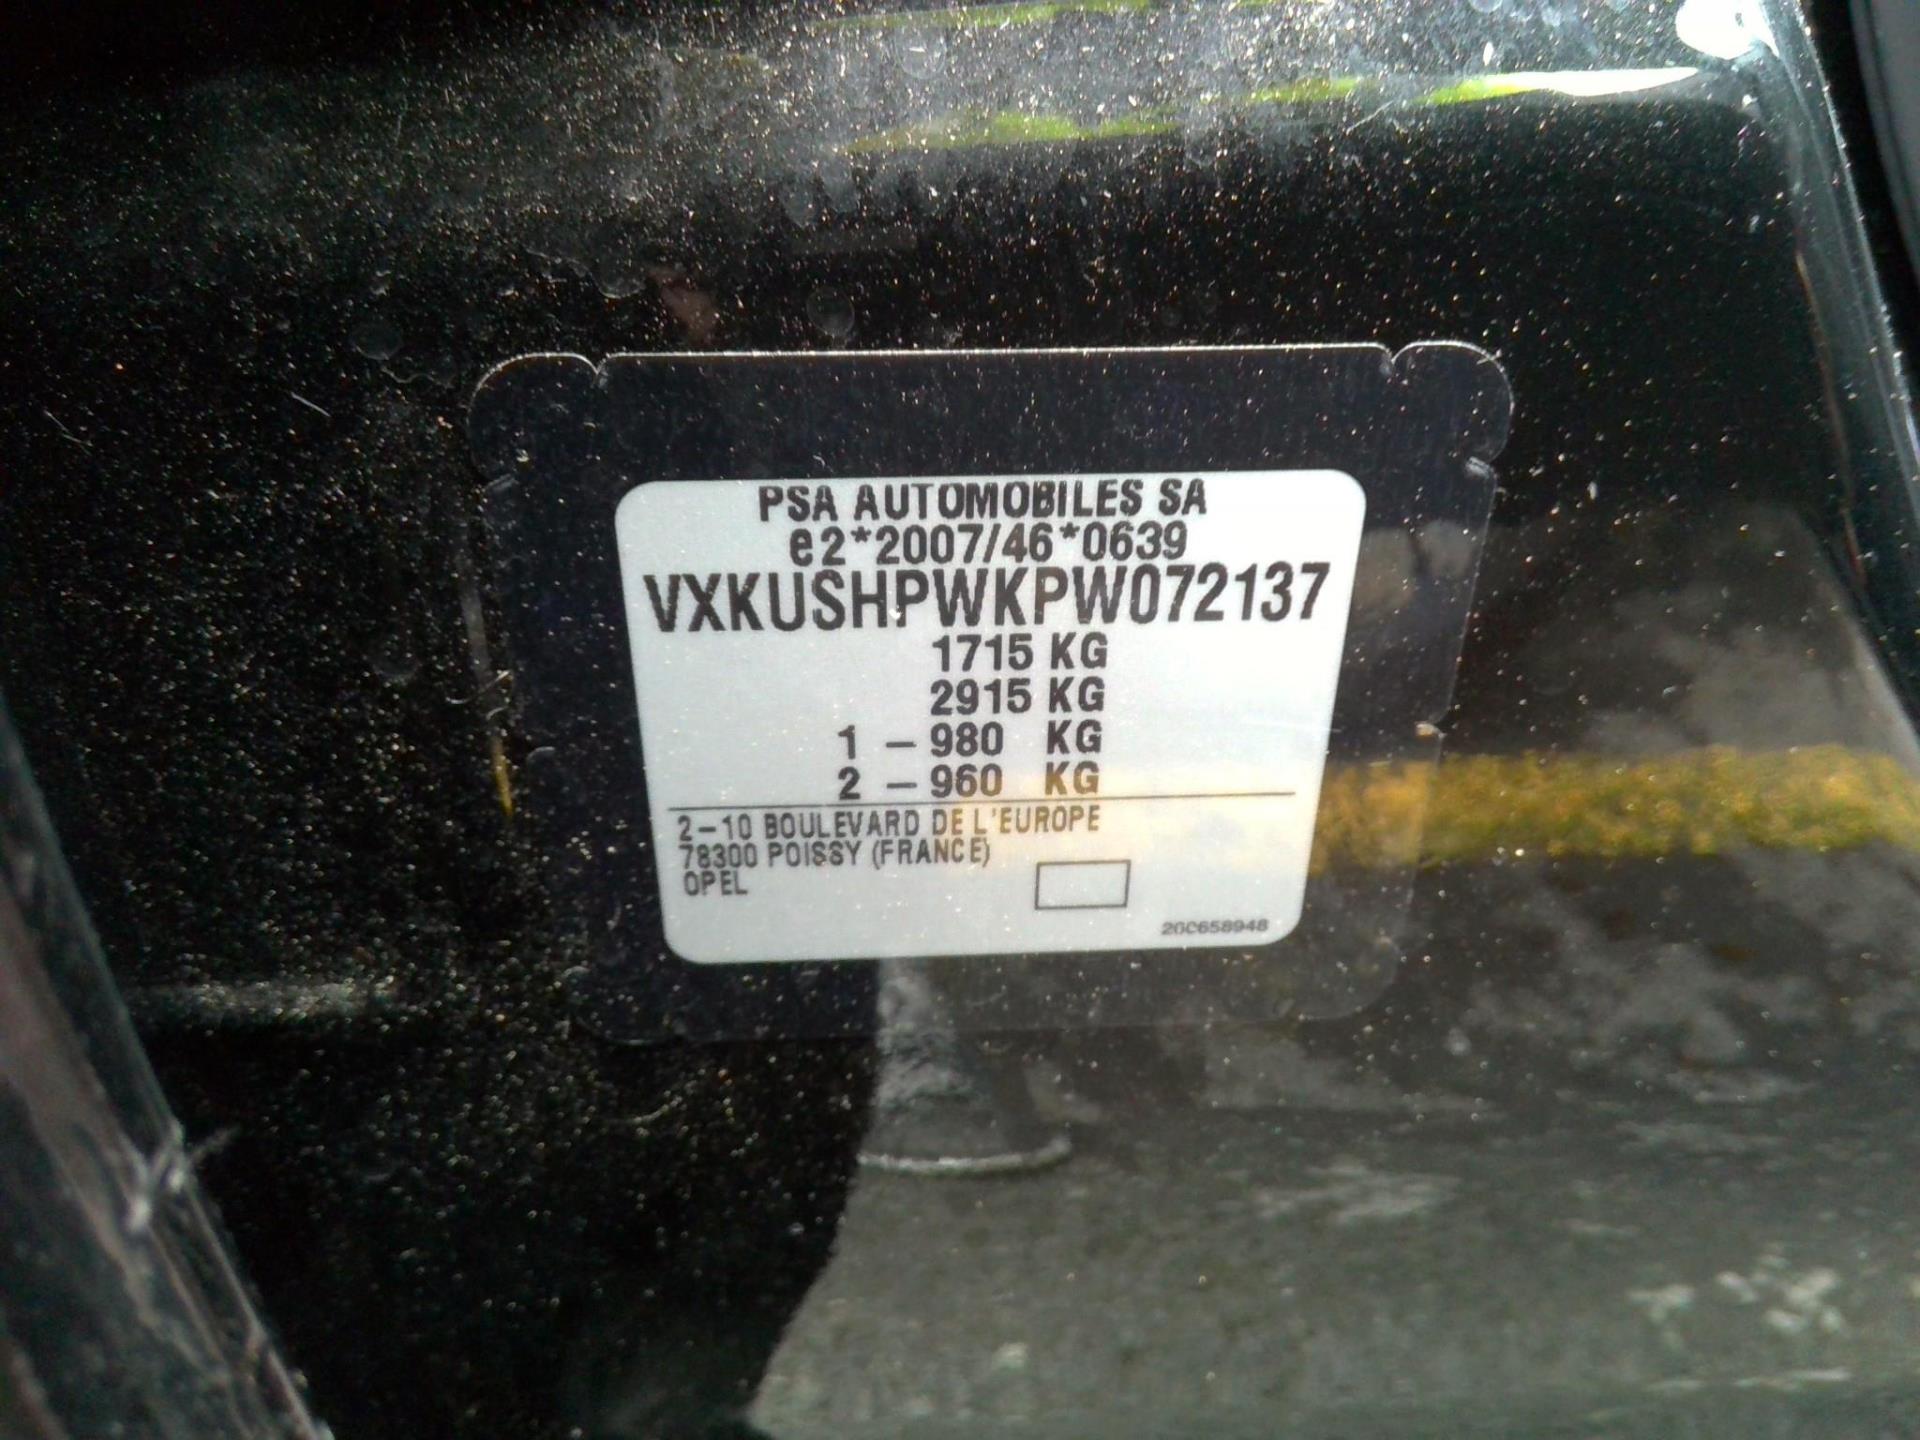 PSA AUTOMOBILES SA
e2*2007/46*0639
VXKUSHPWKPW072137
1715 KG
2915 KG
1 – 980 KG
2 – 960 KG
2–10 BOULEVARD DE L'EUROPE
78300 POISSY (FRANCE)
OPEL
20C658948